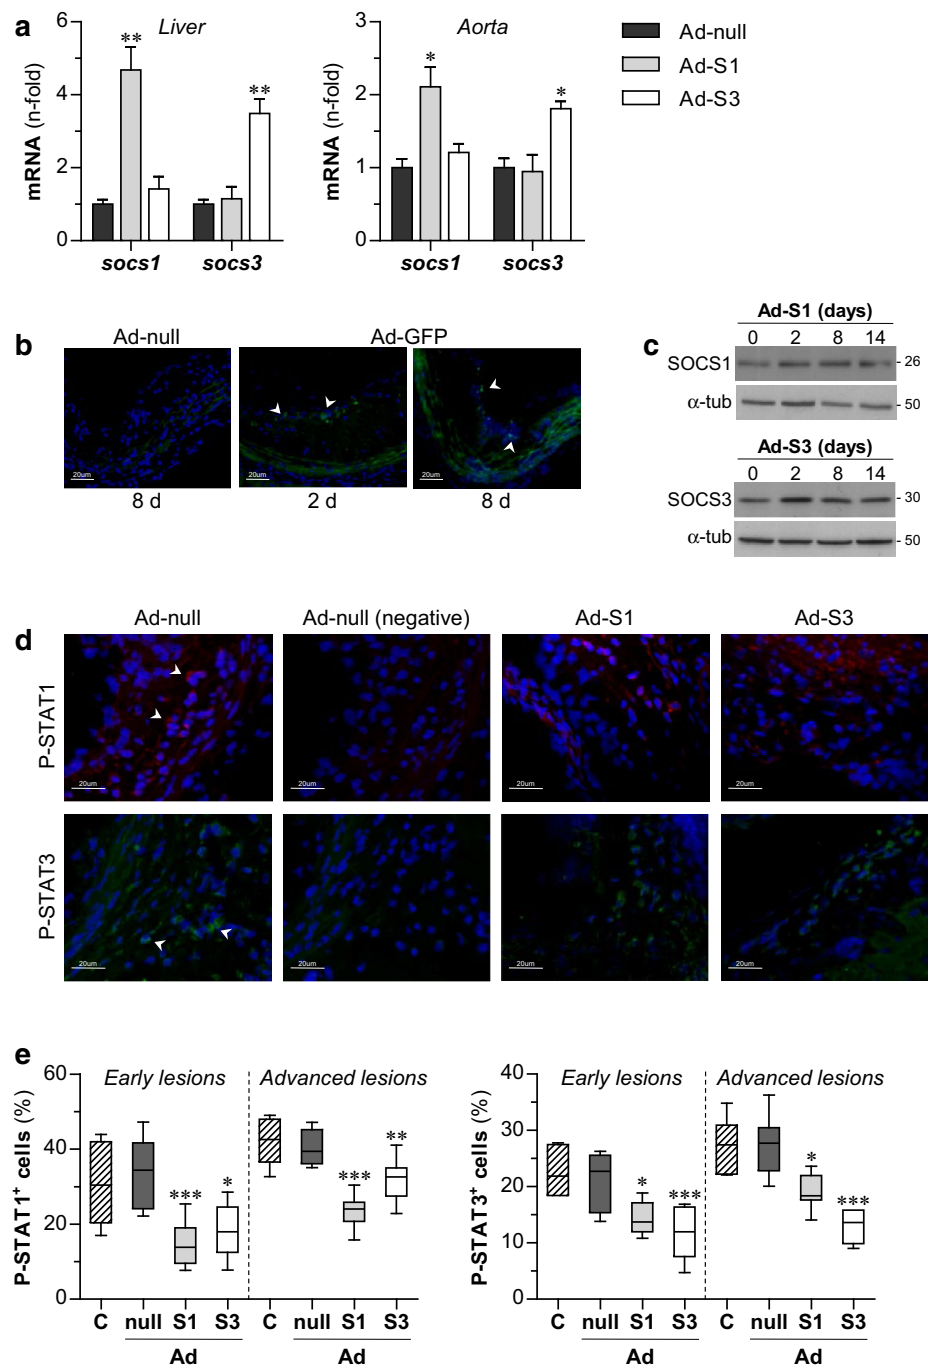 a
Liver
Aorta
Ad-null
Ad-S1
Ad-S3
mRNA (n-fold)
6
4
2
0
**
**
socs1 socs3
mRNA (n-fold)
3
2
1
0
*
*
socs1 socs3
b
Ad-null Ad-GFP
20um 20um 20um
8 d 2 d 8 d
c
Ad-S1 (days)
0 2 8 14
SOCS1 - 26
α-tub - 50
Ad-S3 (days)
0 2 8 14
SOCS3 - 30
α-tub - 50
d
Ad-null Ad-null (negative) Ad-S1 Ad-S3
P-STAT1
20um 20um 20um 20um
P-STAT3
20um 20um 20um 20um
e
P-STAT1+ cells (%)
60
40
20
0
Early lesions Advanced lesions
*** * *** **
C null S1 S3 C null S1 S3
Ad Ad
P-STAT3+ cells (%)
40
30
20
10
0
Early lesions Advanced lesions
* *** * ***
C null S1 S3 C null S1 S3
Ad Ad